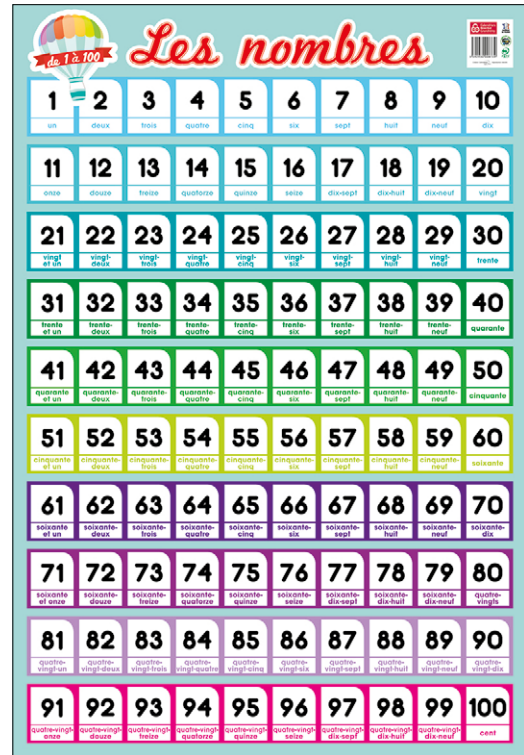 de 1 à 100
Les nombres
1 2 3 4 5 6 7 8 9 10
un deux trois quatre cinq six sept huit neuf dix
11 12 13 14 15 16 17 18 19 20
onze douze treize quatorze quinze seize dix-sept dix-huit dix-neuf vingt
21 22 23 24 25 26 27 28 29 30
vingt vingt- vingt- vingt- vingt- vingt- vingt- vingt- vingt- trente
et un deux trois quatre cinq six sept huit neuf
31 32 33 34 35 36 37 38 39 40
trente trente- trente- trente- trente- trente- trente- trente- trente- quarante
et un deux trois quatre cinq six sept huit neuf
41 42 43 44 45 46 47 48 49 50
quarante quarante- quarante- quarante- quarante- quarante- quarante- quarante- quarante- cinquante
et un deux trois quatre cinq six sept huit neuf
51 52 53 54 55 56 57 58 59 60
cinquante cinquante- cinquante- cinquante- cinquante- cinquante- cinquante- cinquante- cinquante- soixante
et un deux trois quatre cinq six sept huit neuf
61 62 63 64 65 66 67 68 69 70
soixante soixante- soixante- soixante- soixante- soixante- soixante- soixante- soixante- soixante-
et un deux trois quatre cinq six sept huit neuf dix
71 72 73 74 75 76 77 78 79 80
soixante soixante- soixante- soixante- soixante- soixante- soixante- soixante- soixante- quatre-
et onze douze treize quatorze quinze seize dix-sept dix-huit dix-neuf vingts
81 82 83 84 85 86 87 88 89 90
quatre- quatre- quatre- quatre- quatre- quatre- quatre- quatre- quatre- quatre-
vingt-un vingt-deux vingt-trois vingt-quatre vingt-cinq vingt-six vingt-sept vingt-huit vingt-neuf vingt-dix
91 92 93 94 95 96 97 98 99 100
quatre-vingt- quatre-vingt- quatre-vingt- quatre-vingt- quatre-vingt- quatre-vingt- quatre-vingt- quatre-vingt- quatre-vingt- cent
onze douze treize quatorze quinze seize dix-sept dix-huit dix-neuf